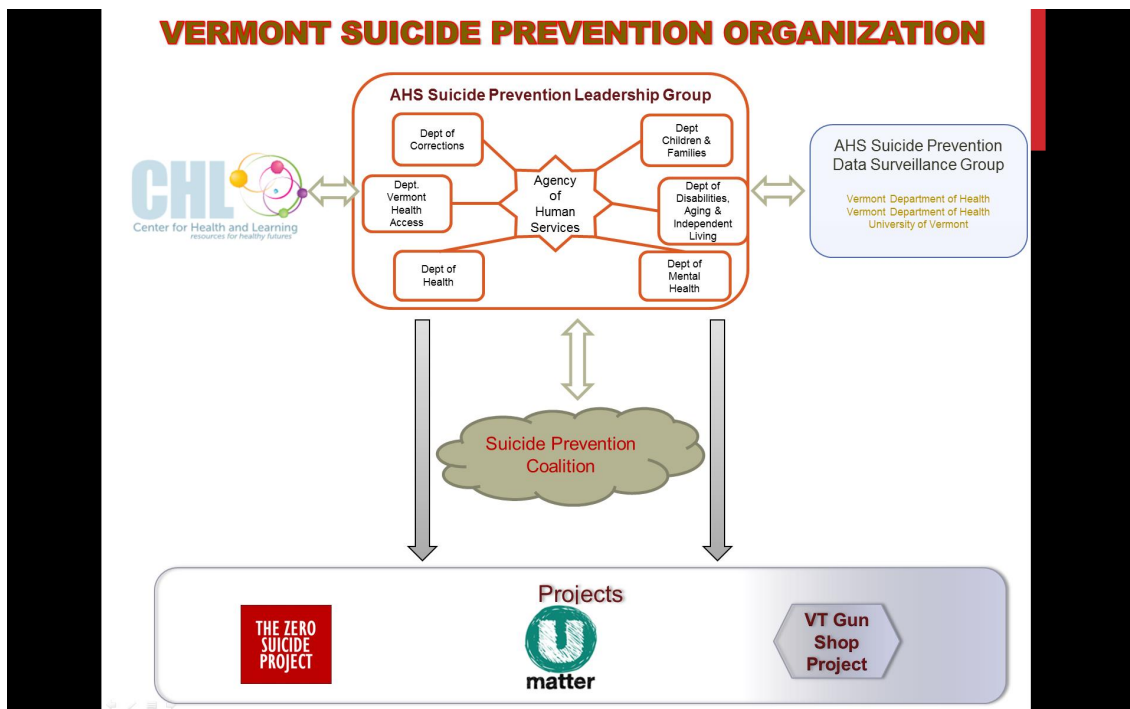 VERMONT SUICIDE PREVENTION ORGANIZATION
AHS Suicide Prevention Leadership Group
Dept of
Corrections
Dept
Children &
Families
Dept.
Vermont
Health
Access
Agency
of
Human
Services
Dept of
Disabilities,
Aging &
Independent
Living
Dept of
Health
Dept of
Mental
Health
CHL
Center for Health and Learning
resources for healthy futures
AHS Suicide Prevention
Data Surveillance Group
Vermont Department of Health
Vermont Department of Health
University of Vermont
Suicide Prevention
Coalition
Projects
THE ZERO
SUICIDE
PROJECT
U
matter
VT Gun
Shop
Project